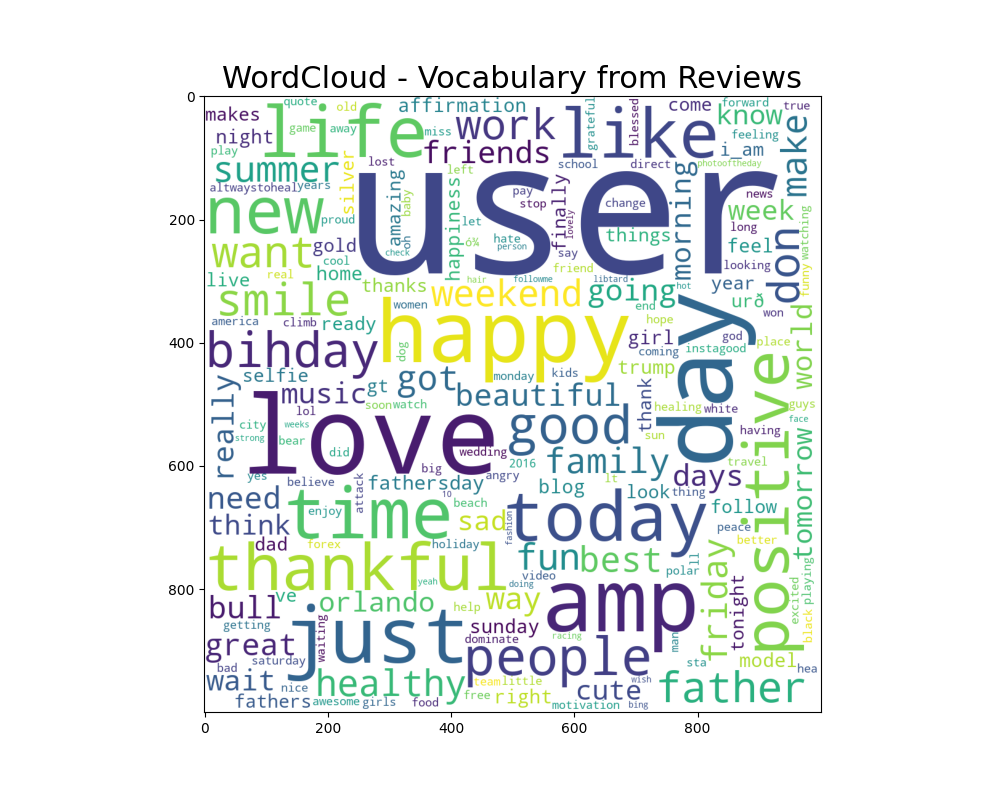 WordCloud - Vocabulary from Reviews
0
200
400
600
800
0 200 400 600 800
makes
quote
old
affirmation
grateful
blessed
come
forward
true
night
game
away
life
miss
work
like
know
feeling
make
play
friends
i_am
summer
silver
lost
left
school
direct
photooftheday
altwaystoheal
years
user
amazing
baby
happiness
pay
stop
finally
lovely
change
morning
news
new
proud
let
week
long
watching
want
gold
oh
check
ó¾
hate
person
say
things
feel
don
funny
cool
looking
live
real
home
friend
hair
followme
libtard
hot
year
smile
thanks
weekend
going
urð
won
women
end
world
america
climb
ready
happy
hope
girl
god
place
day
bihday
dog
coming
instagood
trump
selfie
gt
got
monday
kids
positive
really
music
beautiful
thank
healing
white
guys
lol
soon
watch
face
city
love
good
sun
having
strong
weeks
bear
did
wedding
family
travel
tomorrow
yes
believe
big
2016
angry
lt
days
need
attack
fathersday
10
blog
look
thing
enjoy
time
beach
today
follow
think
sad
fashion
peace
better
dad
forex
holiday
fun
best
ll
friday
thankful
yeah
doing
video
polar
bull
ve
orlando
help
way
amp
tonight
excited
playing
black
getting
just
waiting
sunday
racing
man
great
dominate
people
sta
model
hea
bad
saturday
wait
nice
healthy
team
little
wish
cute
father
fathers
awesome
girls
food
free
right
motivation
bing